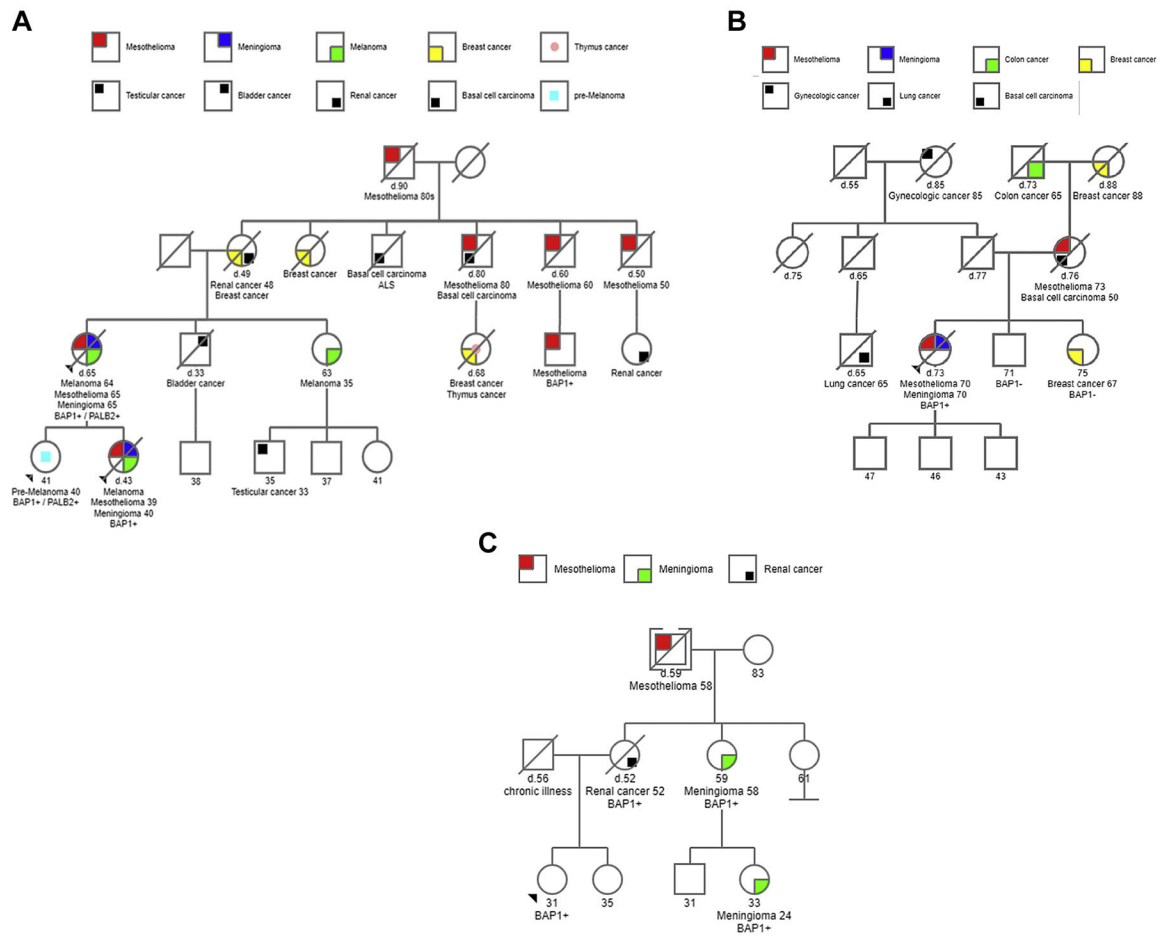 A
Mesothelioma
Meningioma
Melanoma
Breast cancer
Thymus cancer
Testicular cancer
Bladder cancer
Renal cancer
Basal cell carcinoma
pre-Melanoma
d.90
Mesothelioma 80s
d.49
Renal cancer 48
Breast cancer
Breast cancer
Basal cell carcinoma
ALS
d.80
Mesothelioma 80
Basal cell carcinoma
d.60
Mesothelioma 60
d.50
Mesothelioma 50
d.65
Melanoma 64
Mesothelioma 65
Meningioma 65
BAP1+ / PALB2+
d.33
Bladder cancer
63
Melanoma 35
d.68
Breast cancer
Thymus cancer
Mesothelioma
BAP1+
Renal cancer
41
Pre-Melanoma 40
BAP1+ / PALB2+
d.43
Melanoma
Mesothelioma 39
Meningioma 40
BAP1+
38
35
Testicular cancer 33
37
41
B
Mesothelioma
Meningioma
Colon cancer
Breast cancer
Gynecologic cancer
Lung cancer
Basal cell carcinoma
d.55
d.85
Gynecologic cancer 85
d.73
Colon cancer 65
d.88
Breast cancer 88
d.75
d.65
d.77
d.76
Mesothelioma 73
Basal cell carcinoma 50
d.65
Lung cancer 65
d.73
Mesothelioma 70
Meningioma 70
BAP1+
71
BAP1-
75
Breast cancer 67
BAP1-
47
46
43
C
Mesothelioma
Meningioma
Renal cancer
d.59
Mesothelioma 58
83
d.56
chronic illness
d.52
Renal cancer 52
BAP1+
59
Meningioma 58
BAP1+
61
31
BAP1+
35
31
33
Meningioma 24
BAP1+